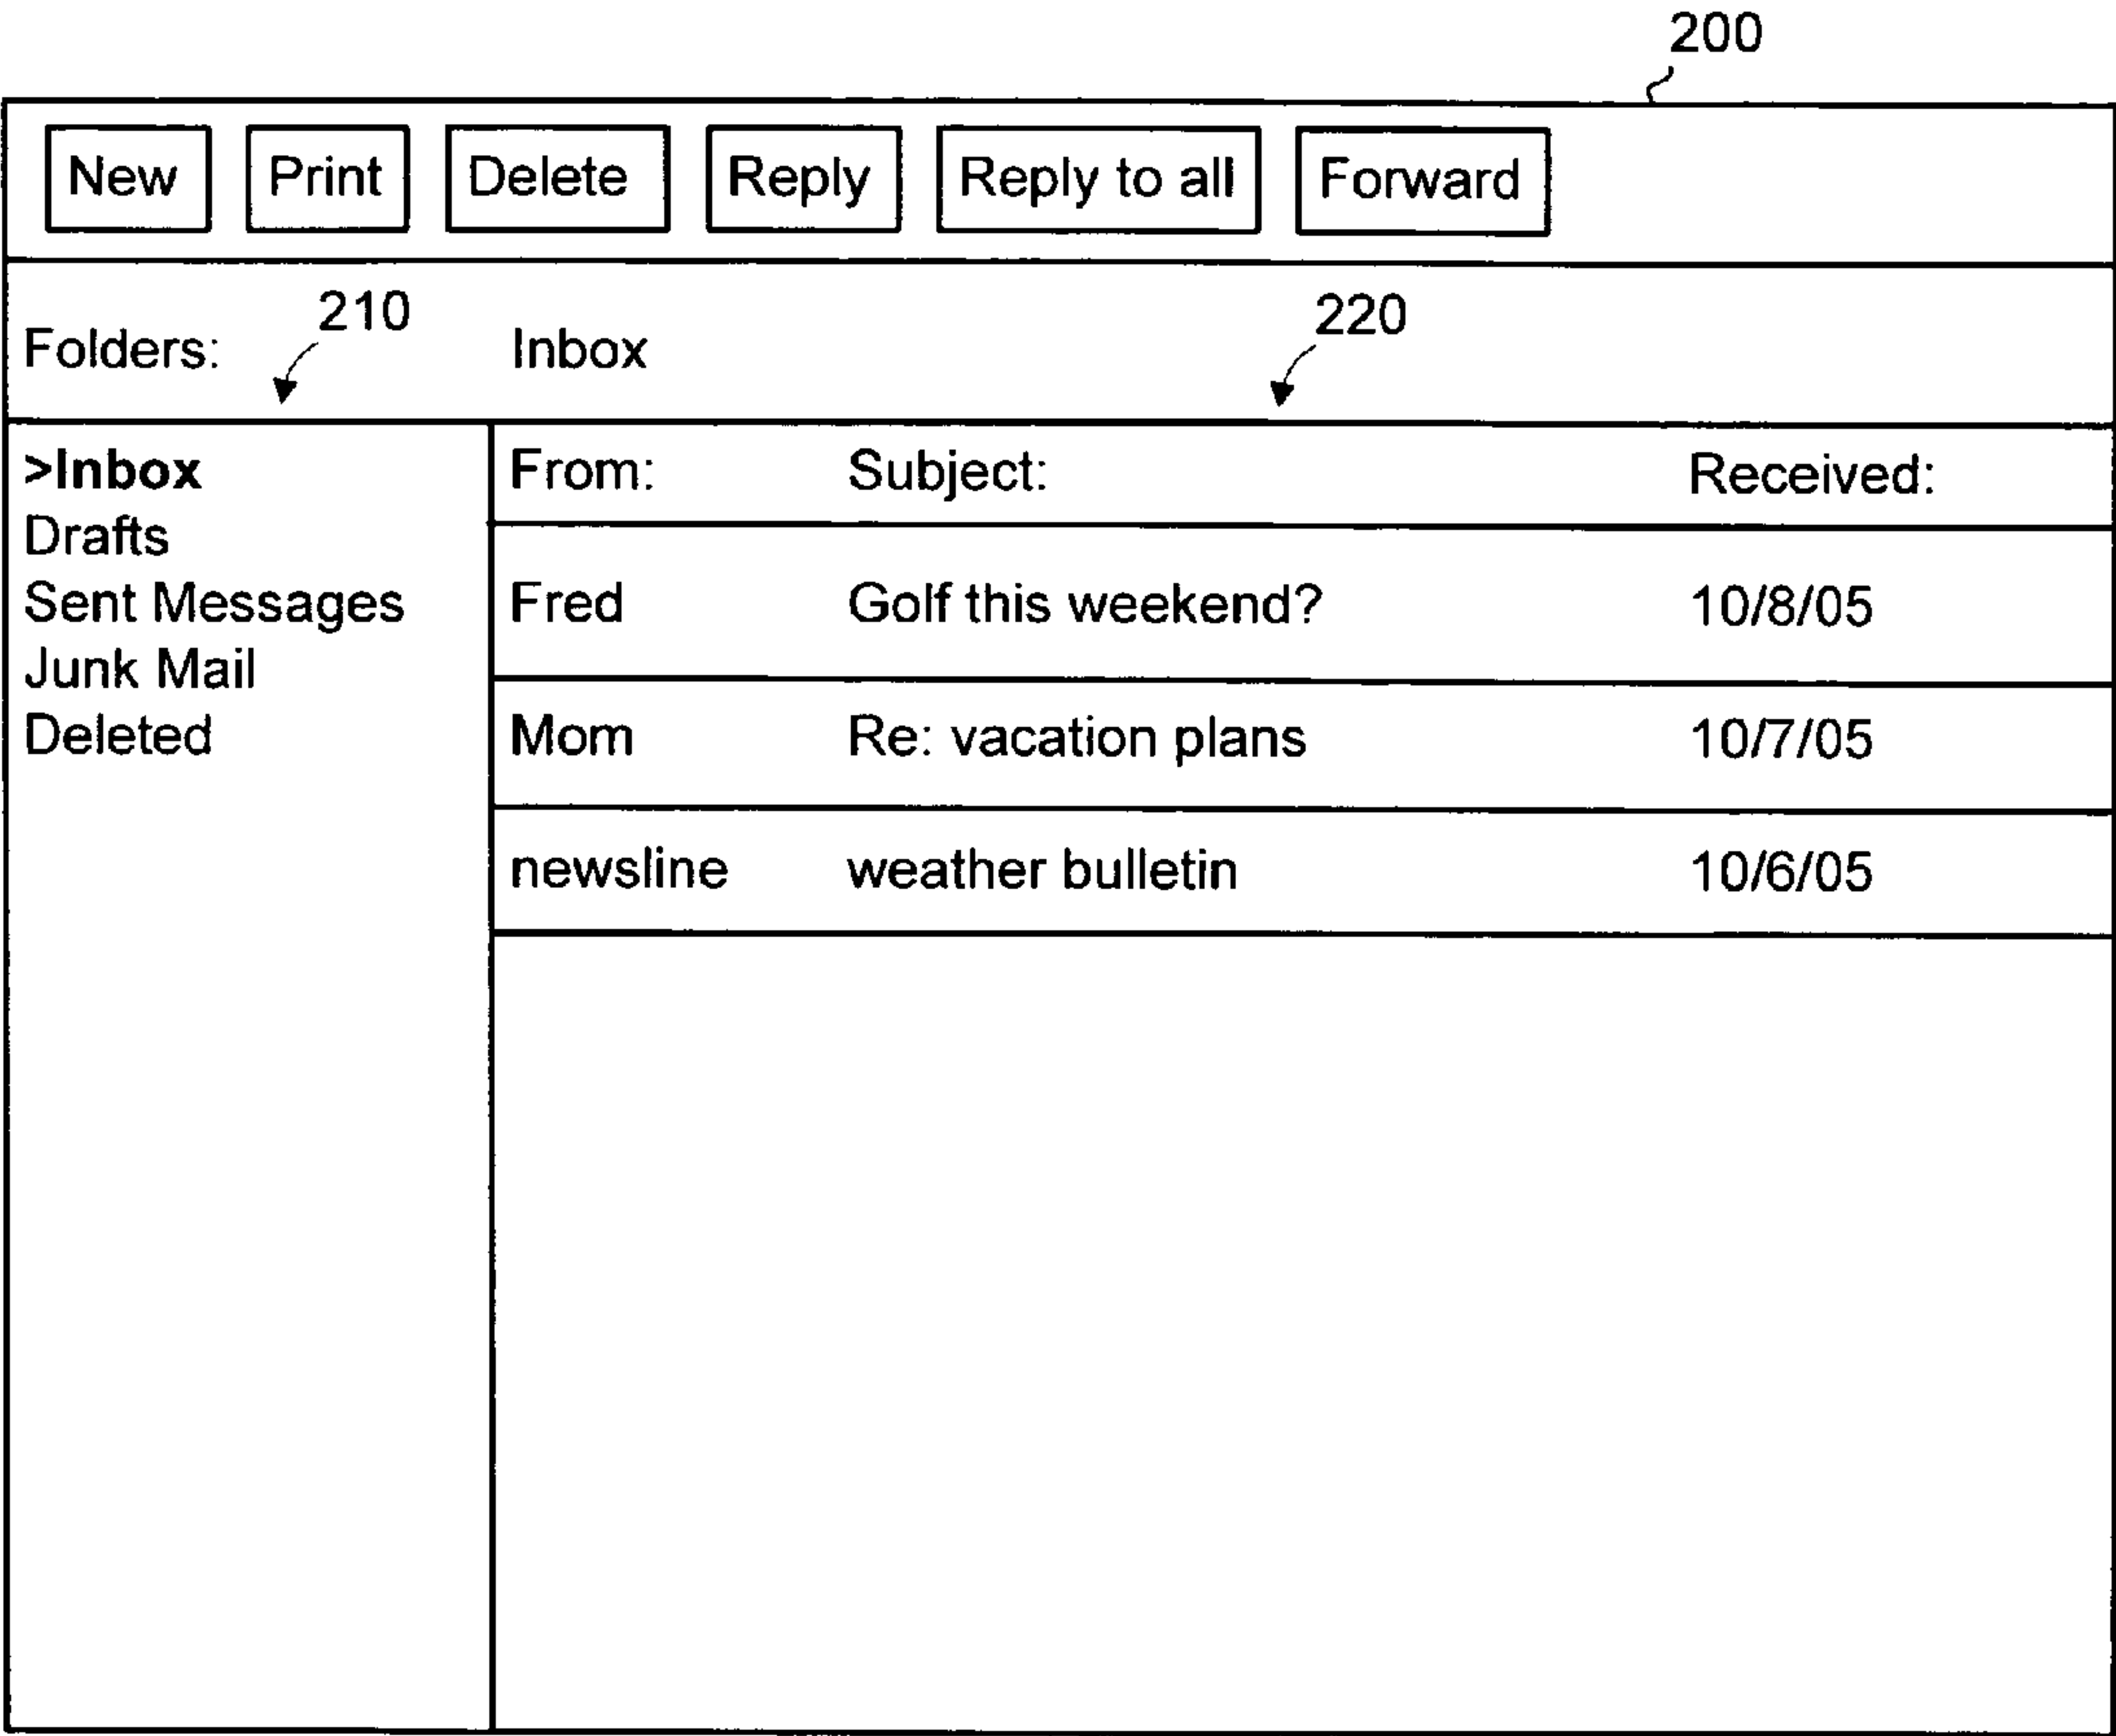 200
New Print Delete Reply Reply to all Forward
Folders: 210 Inbox 220
>Inbox
Drafts
Sent Messages
Junk Mail
Deleted
From: Subject: Received:
Fred Golf this weekend? 10/8/05
Mom Re: vacation plans 10/7/05
newsline weather bulletin 10/6/05